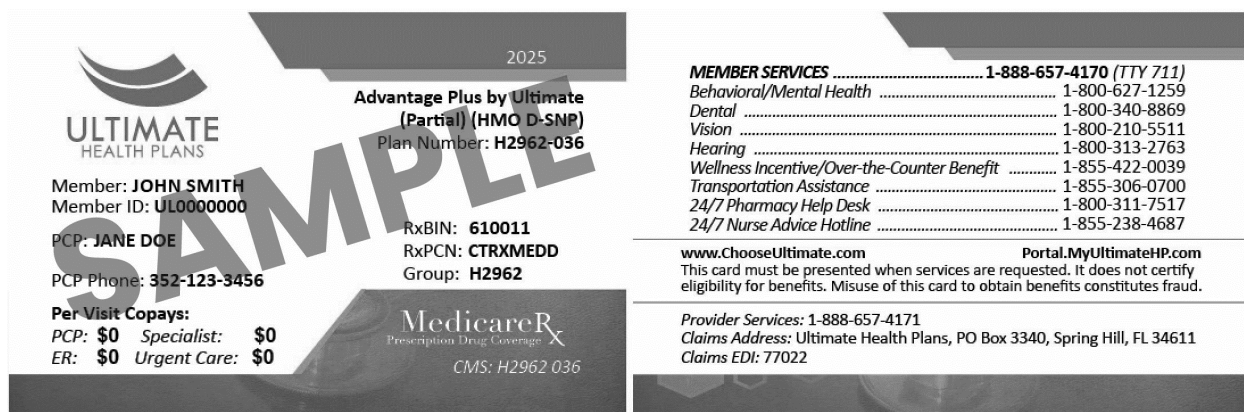 2025
ULTIMATE
HEALTH PLANS
Advantage Plus by Ultimate
(Partial) (HMO D-SNP)
Plan Number: H2962-036
SAMPLE
Member: JOHN SMITH
Member ID: UL0000000
PCP: JANE DOE
PCP Phone: 352-123-3456
RxBIN: 610011
RxPCN: CTRXMEDD
Group: H2962
Per Visit Copays:
PCP: $0 Specialist: $0
ER: $0 Urgent Care: $0
MedicareRx
Prescription Drug Coverage
CMS: H2962 036
MEMBER SERVICES ................................. 1-888-657-4170 (TTY 711)
Behavioral/Mental Health ........................................ 1-800-627-1259
Dental ...................................................................... 1-800-340-8869
Vision ...................................................................... 1-800-210-5511
Hearing .................................................................... 1-800-313-2763
Wellness Incentive/Over-the-Counter Benefit ........... 1-855-422-0039
Transportation Assistance ........................................ 1-855-306-0700
24/7 Pharmacy Help Desk ........................................ 1-800-311-7517
24/7 Nurse Advice Hotline ........................................ 1-855-238-4687
www.ChooseUltimate.com Portal.MyUltimateHP.com
This card must be presented when services are requested. It does not certify
eligibility for benefits. Misuse of this card to obtain benefits constitutes fraud.
Provider Services: 1-888-657-4171
Claims Address: Ultimate Health Plans, PO Box 3340, Spring Hill, FL 34611
Claims EDI: 77022